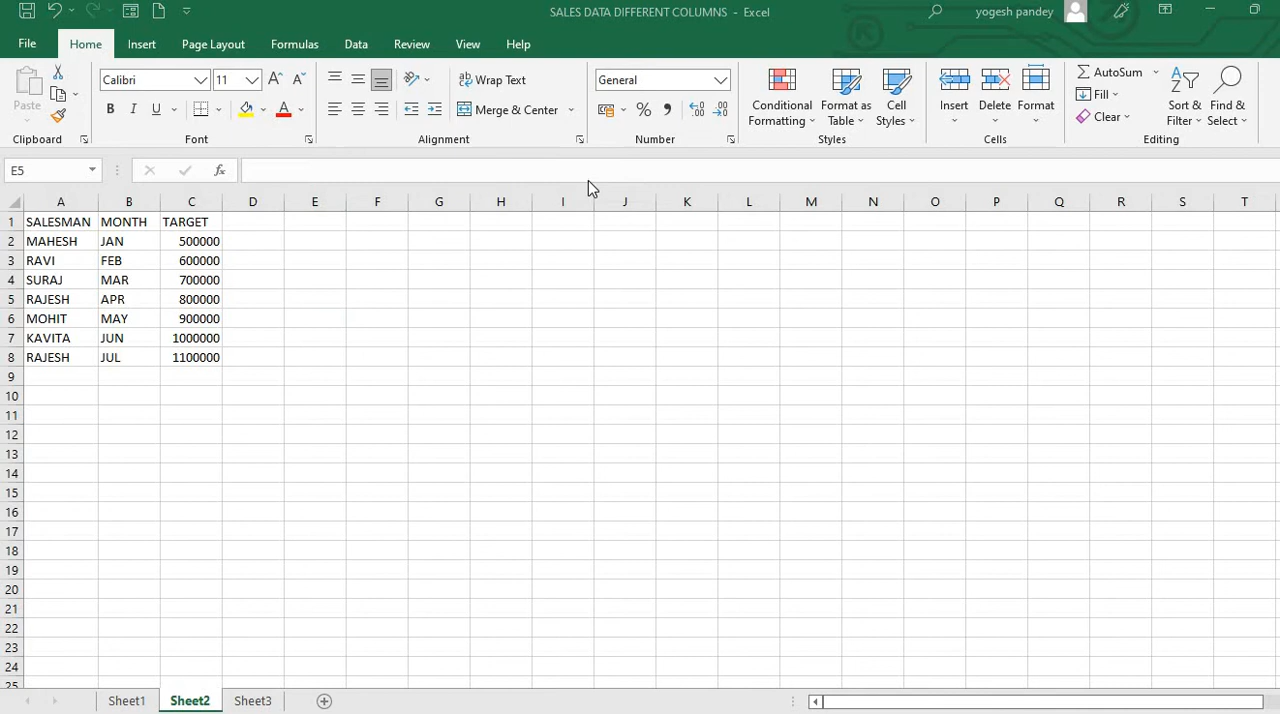 SALES DATA DIFFERENT COLUMNS - Excel
yogesh pandey
File Home Insert Page Layout Formulas Data Review View Help
Paste
Clipboard
Calibri 11
B I U A
Font
Wrap Text
Merge & Center
Alignment
General
% ,
Number
Conditional Formatting
Format as Table
Cell Styles
Styles
Insert Delete Format
Cells
AutoSum
Fill
Clear
Sort & Filter
Find & Select
Editing
E5 fx
A B C D E F G H I J K L M N O P Q R S T
1 SALESMAN MONTH TARGET
2 MAHESH JAN 500000
3 RAVI FEB 600000
4 SURAJ MAR 700000
5 RAJESH APR 800000
6 MOHIT MAY 900000
7 KAVITA JUN 1000000
8 RAJESH JUL 1100000
9
10
11
12
13
14
15
16
17
18
19
20
21
22
23
24
25
Sheet1 Sheet2 Sheet3